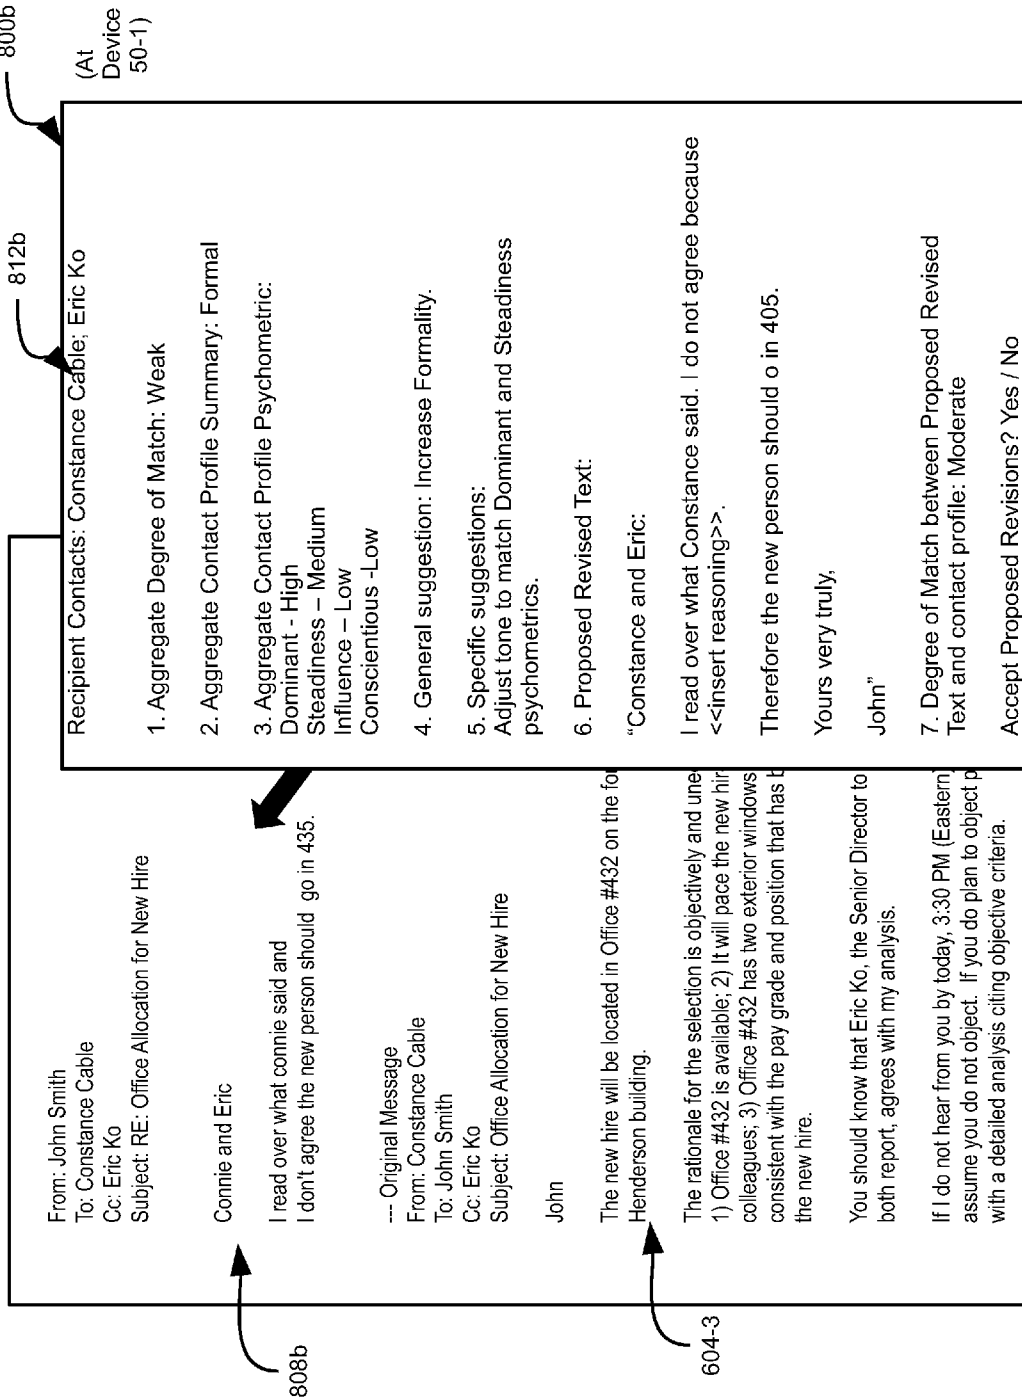 800b
(At
Device
50-1)
812b
Recipient Contacts: Constance Cable; Eric Ko
1. Aggregate Degree of Match: Weak
2. Aggregate Contact Profile Summary: Formal
3. Aggregate Contact Profile Psychometric:
Dominant - High
Steadiness – Medium
Influence – Low
Conscientious -Low
4. General suggestion: Increase Formality.
5. Specific suggestions:
Adjust tone to match Dominant and Steadiness
psychometrics.
6. Proposed Revised Text:
“Constance and Eric:
I read over what Constance said. I do not agree because
<<insert reasoning>>.
Therefore the new person should o in 405.
Yours very truly,
John”
7. Degree of Match between Proposed Revised
Text and contact profile: Moderate
Accept Proposed Revisions? Yes / No
From: John Smith
To: Constance Cable
Cc: Eric Ko
Subject: RE: Office Allocation for New Hire
Connie and Eric
I read over what connie said and
I don't agree the new person should go in 435.
--- Original Message
From: Constance Cable
To: John Smith
Cc: Eric Ko
Subject: Office Allocation for New Hire
John
The new hire will be located in Office #432 on the fou
Henderson building.
The rationale for the selection is objectively and une
1) Office #432 is available; 2) It will pace the new hir
colleagues; 3) Office #432 has two exterior windows
consistent with the pay grade and position that has b
the new hire.
You should know that Eric Ko, the Senior Director to
both report, agrees with my analysis.
If I do not hear from you by today, 3:30 PM (Eastern)
assume you do not object. If you do plan to object p
with a detailed analysis citing objective criteria.
808b
604-3